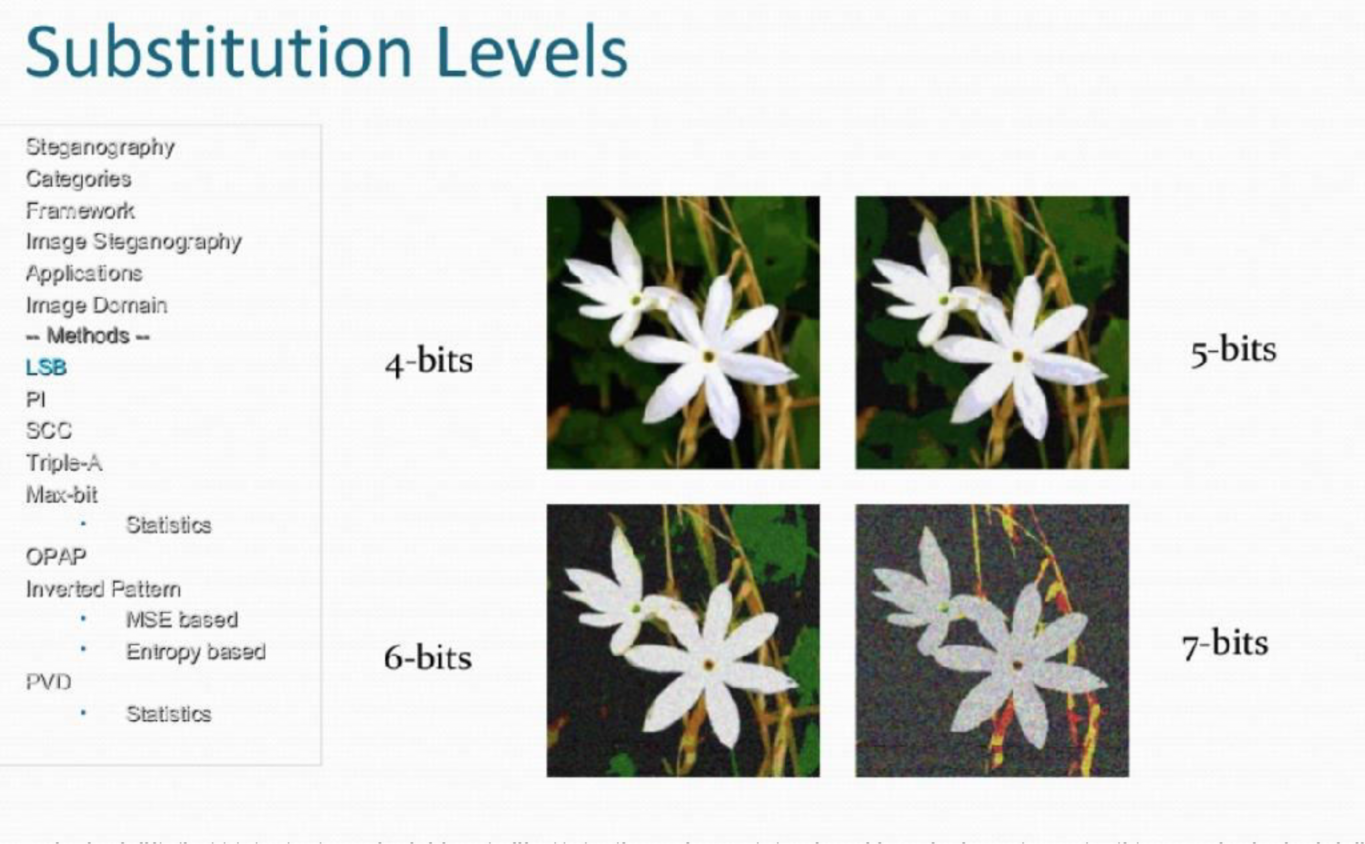 Substitution Levels
Steganography
Categories
Framework
Image Steganography
Applications
Image Domain
-- Methods --
LSB
PI
SCC
Triple-A
Max-bit
• Statistics
OPAP
Inverted Pattern
• MSE based
• Entropy based
PVD
• Statistics
4-bits
5-bits
6-bits
7-bits